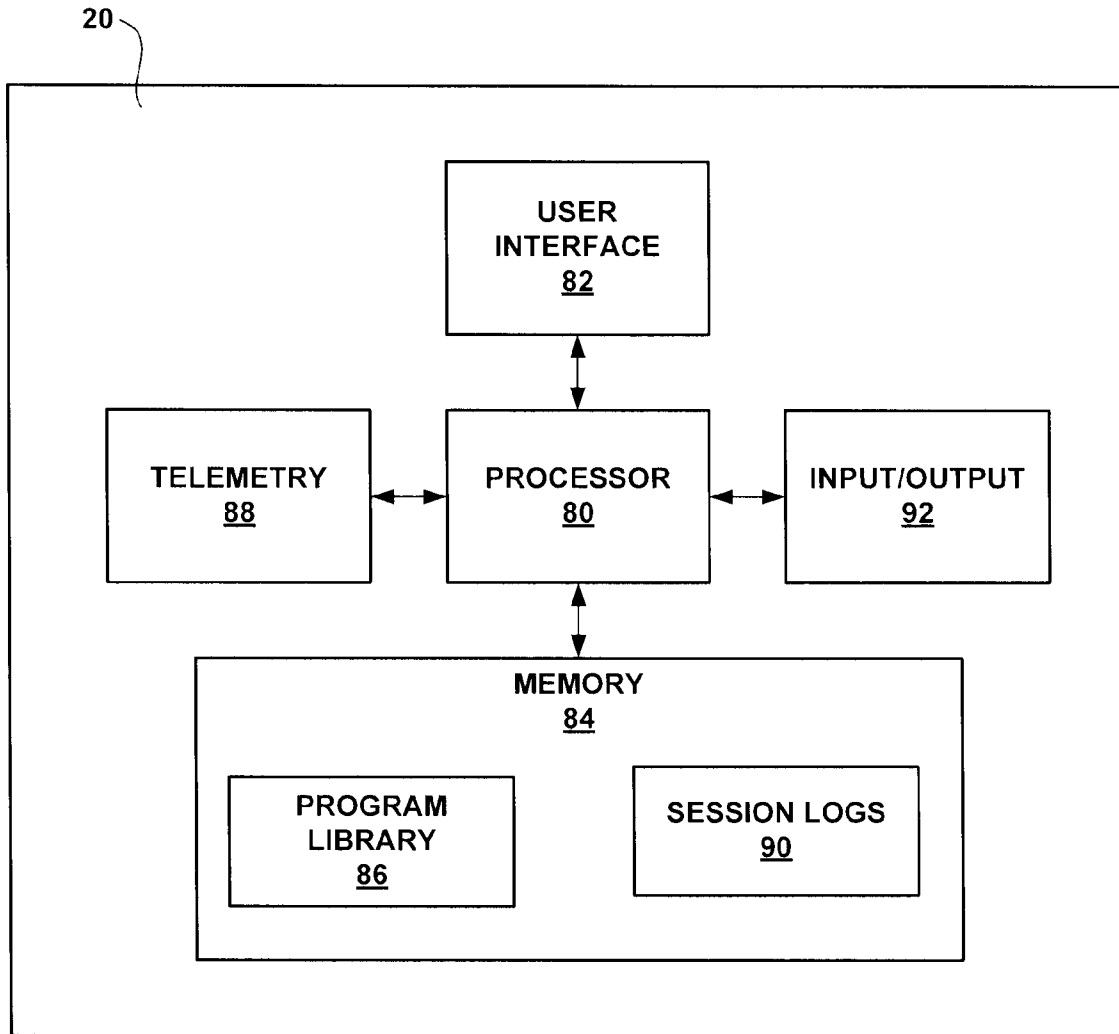 20
USER
INTERFACE
82
TELEMETRY
88
PROCESSOR
80
INPUT/OUTPUT
92
MEMORY
84
PROGRAM
LIBRARY
86
SESSION LOGS
90